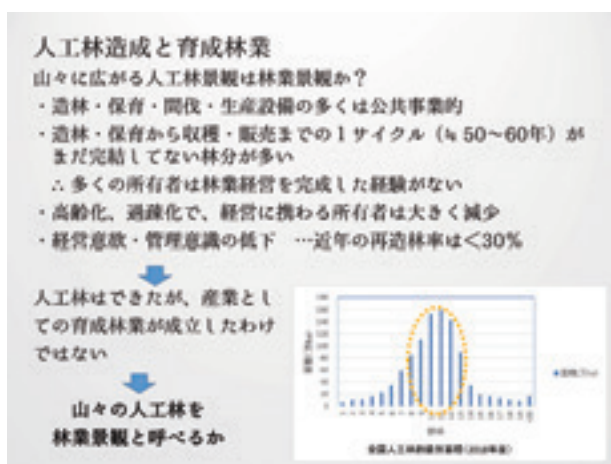 人工林造成と育成林業
山々に広がる人工林景観は林業景観か？
・造林・保育・間伐・生産設備の多くは公共事業的
・造林・保育から収穫・販売までの１サイクル（≒ 50～60年）が
まだ完結してない林分が多い
∴ 多くの所有者は林業経営を完成した経験がない
・高齢化、過疎化で、経営に携わる所有者は大きく減少
・経営意欲・管理意識の低下 …近年の再造林率は＜30％
人工林はできたが、産業とし
ての育成林業が成立したわけ
ではない
山々の人工林を
林業景観と呼べるか